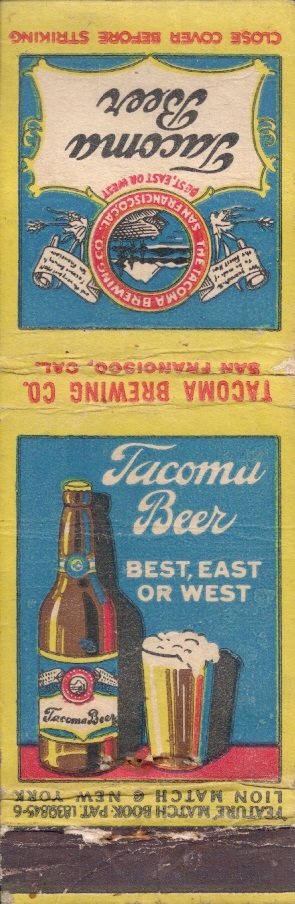 CLOSE COVER BEFORE STRIKING
Tacoma
Beer
BEST, EAST OR WEST
THE TACOMA BREWING CO.
SAN FRANCISCO, CAL.
TACOMA BREWING CO.
SAN FRANCISCO, CAL.
Tacoma
Beer
BEST, EAST
OR WEST
Tacoma Beer
"FEATURE" MATCH BOOK PAT. 1839845-6
LION MATCH @ NEW YORK